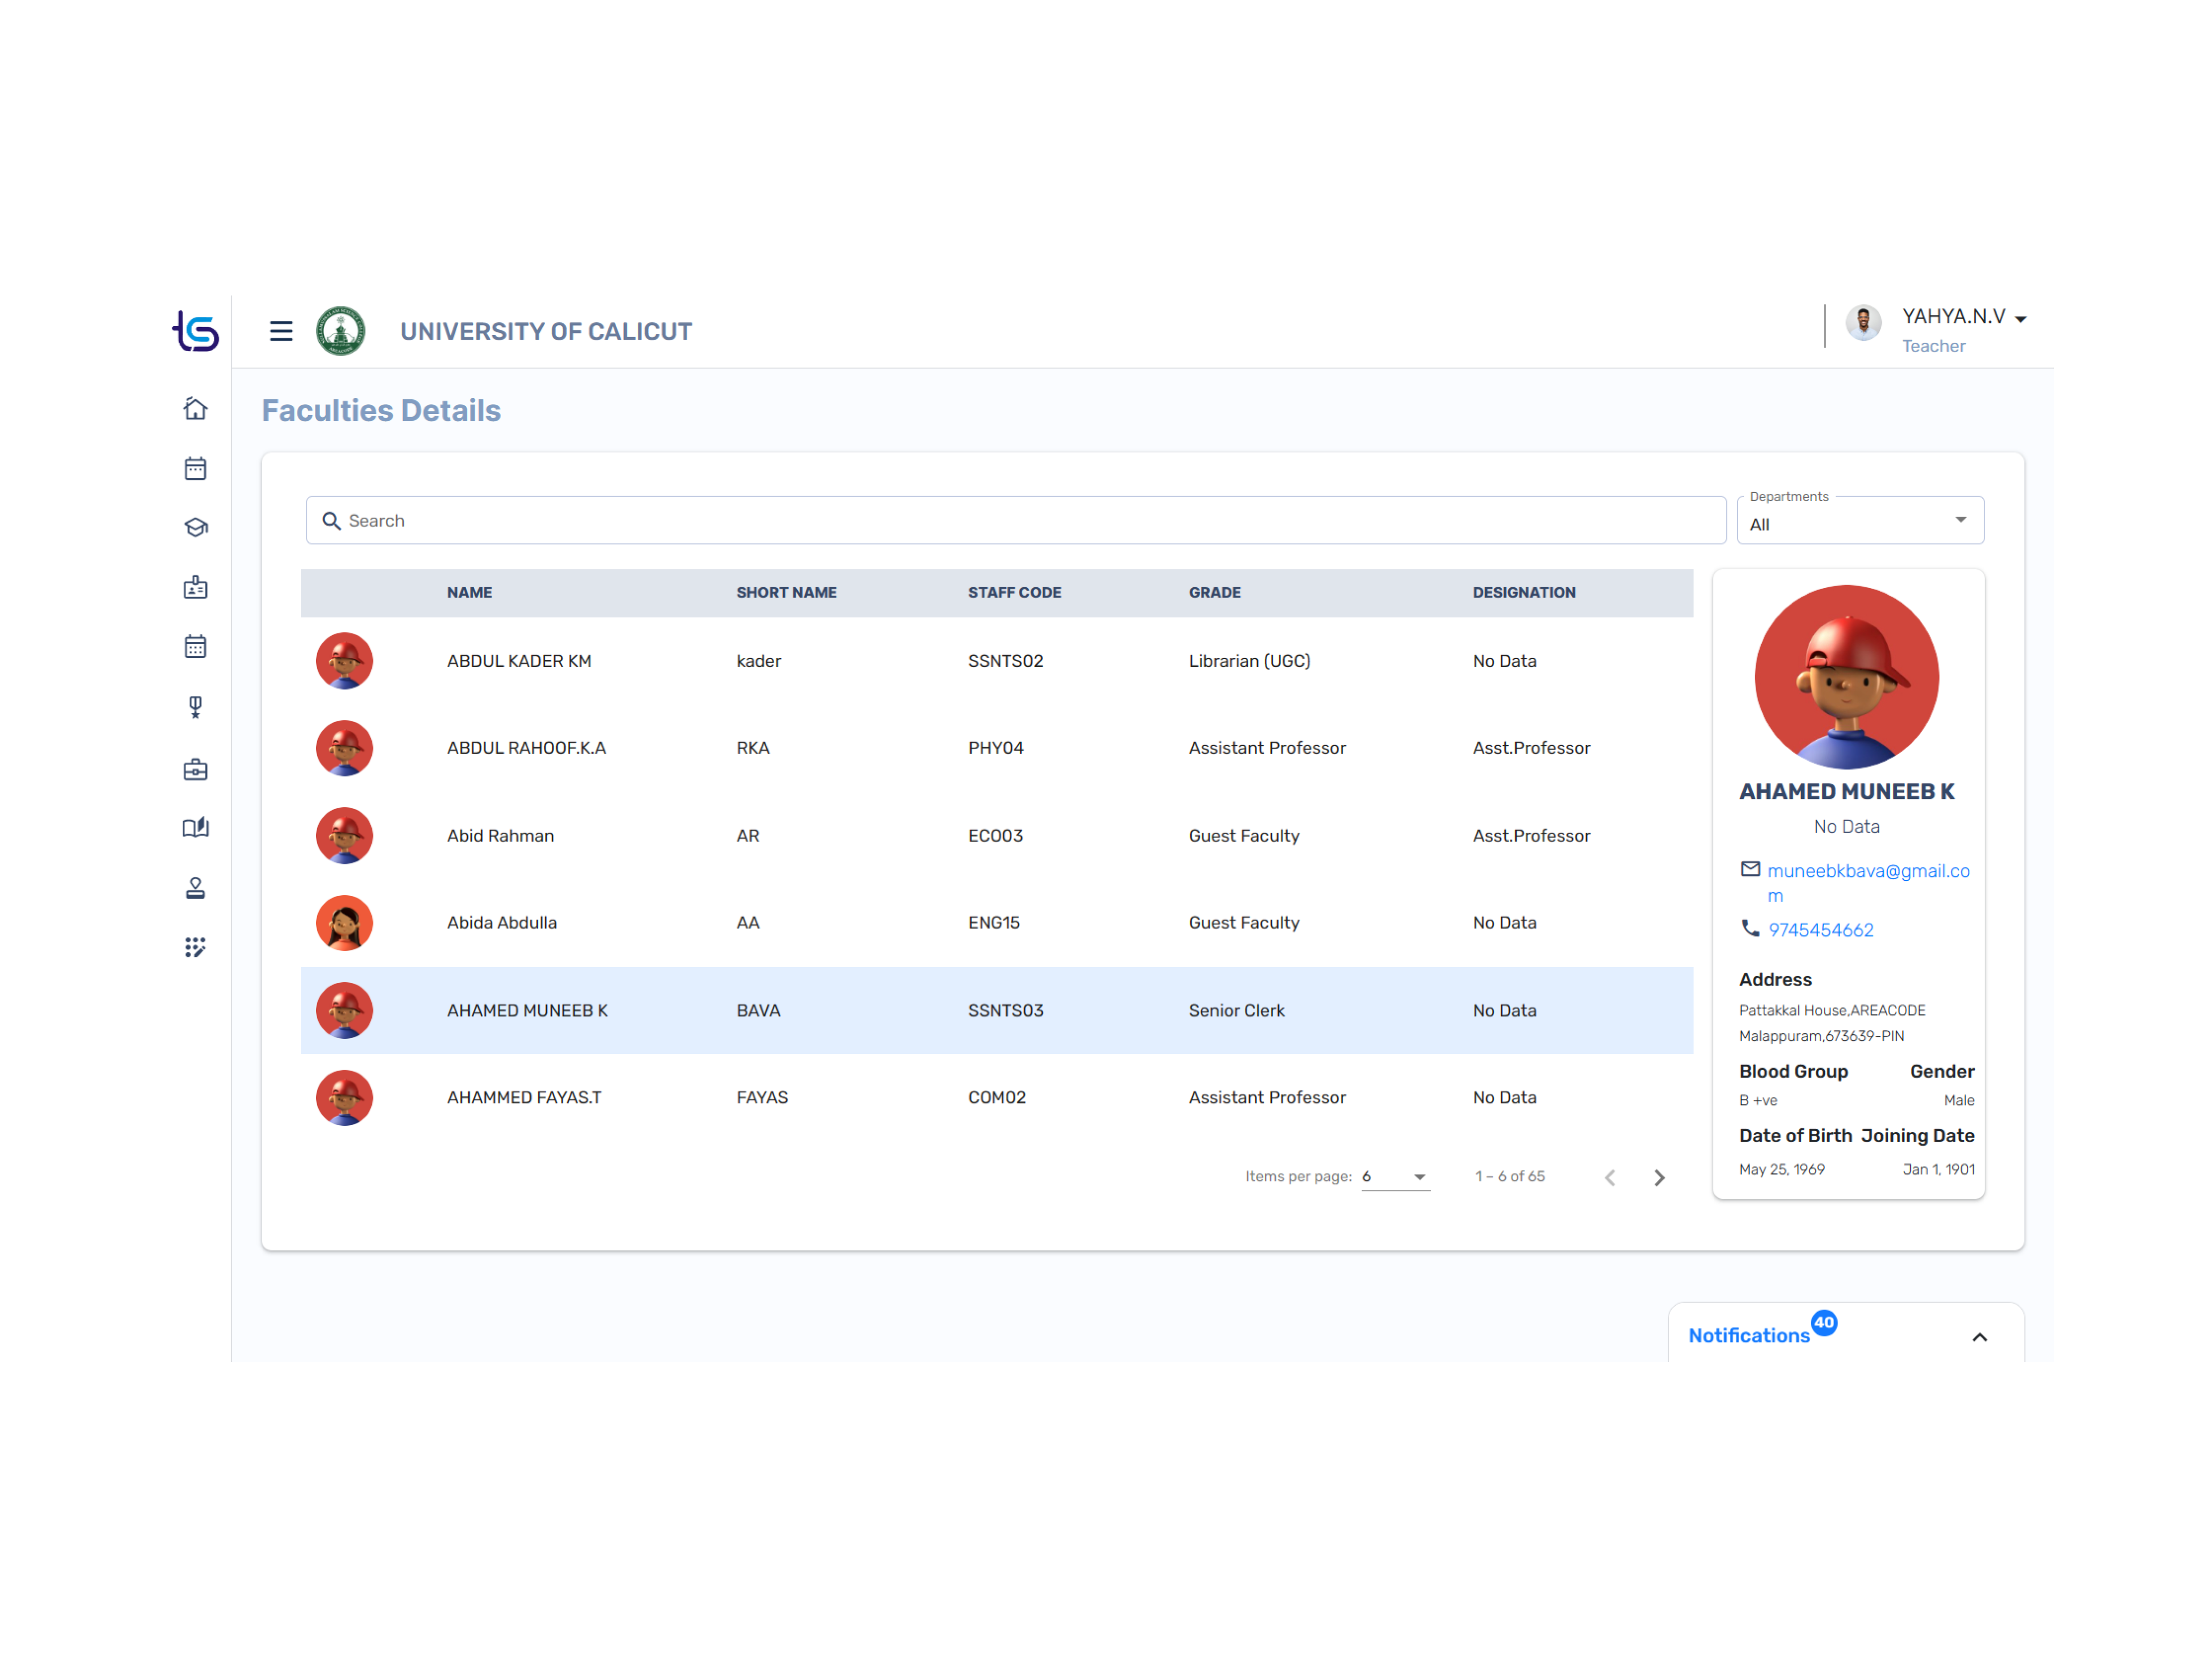 UNIVERSITY OF CALICUT
YAHYA.N.V
Teacher
Faculties Details
Search
Departments
All
NAME SHORT NAME STAFF CODE GRADE DESIGNATION
ABDUL KADER KM kader SSNTS02 Librarian (UGC) No Data
ABDUL RAHOOF.K.A RKA PHY04 Assistant Professor Asst.Professor
Abid Rahman AR ECO03 Guest Faculty Asst.Professor
Abida Abdulla AA ENG15 Guest Faculty No Data
AHAMED MUNEEB K BAVA SSNTS03 Senior Clerk No Data
AHAMMED FAYAS.T FAYAS COM02 Assistant Professor No Data
Items per page: 6 1 – 6 of 65
AHAMED MUNEEB K
No Data
muneebkbava@gmail.co
m
9745454662
Address
Pattakkal House,AREACODE
Malappuram,673639-PIN
Blood Group Gender
B +ve Male
Date of Birth Joining Date
May 25, 1969 Jan 1, 1901
Notifications 40